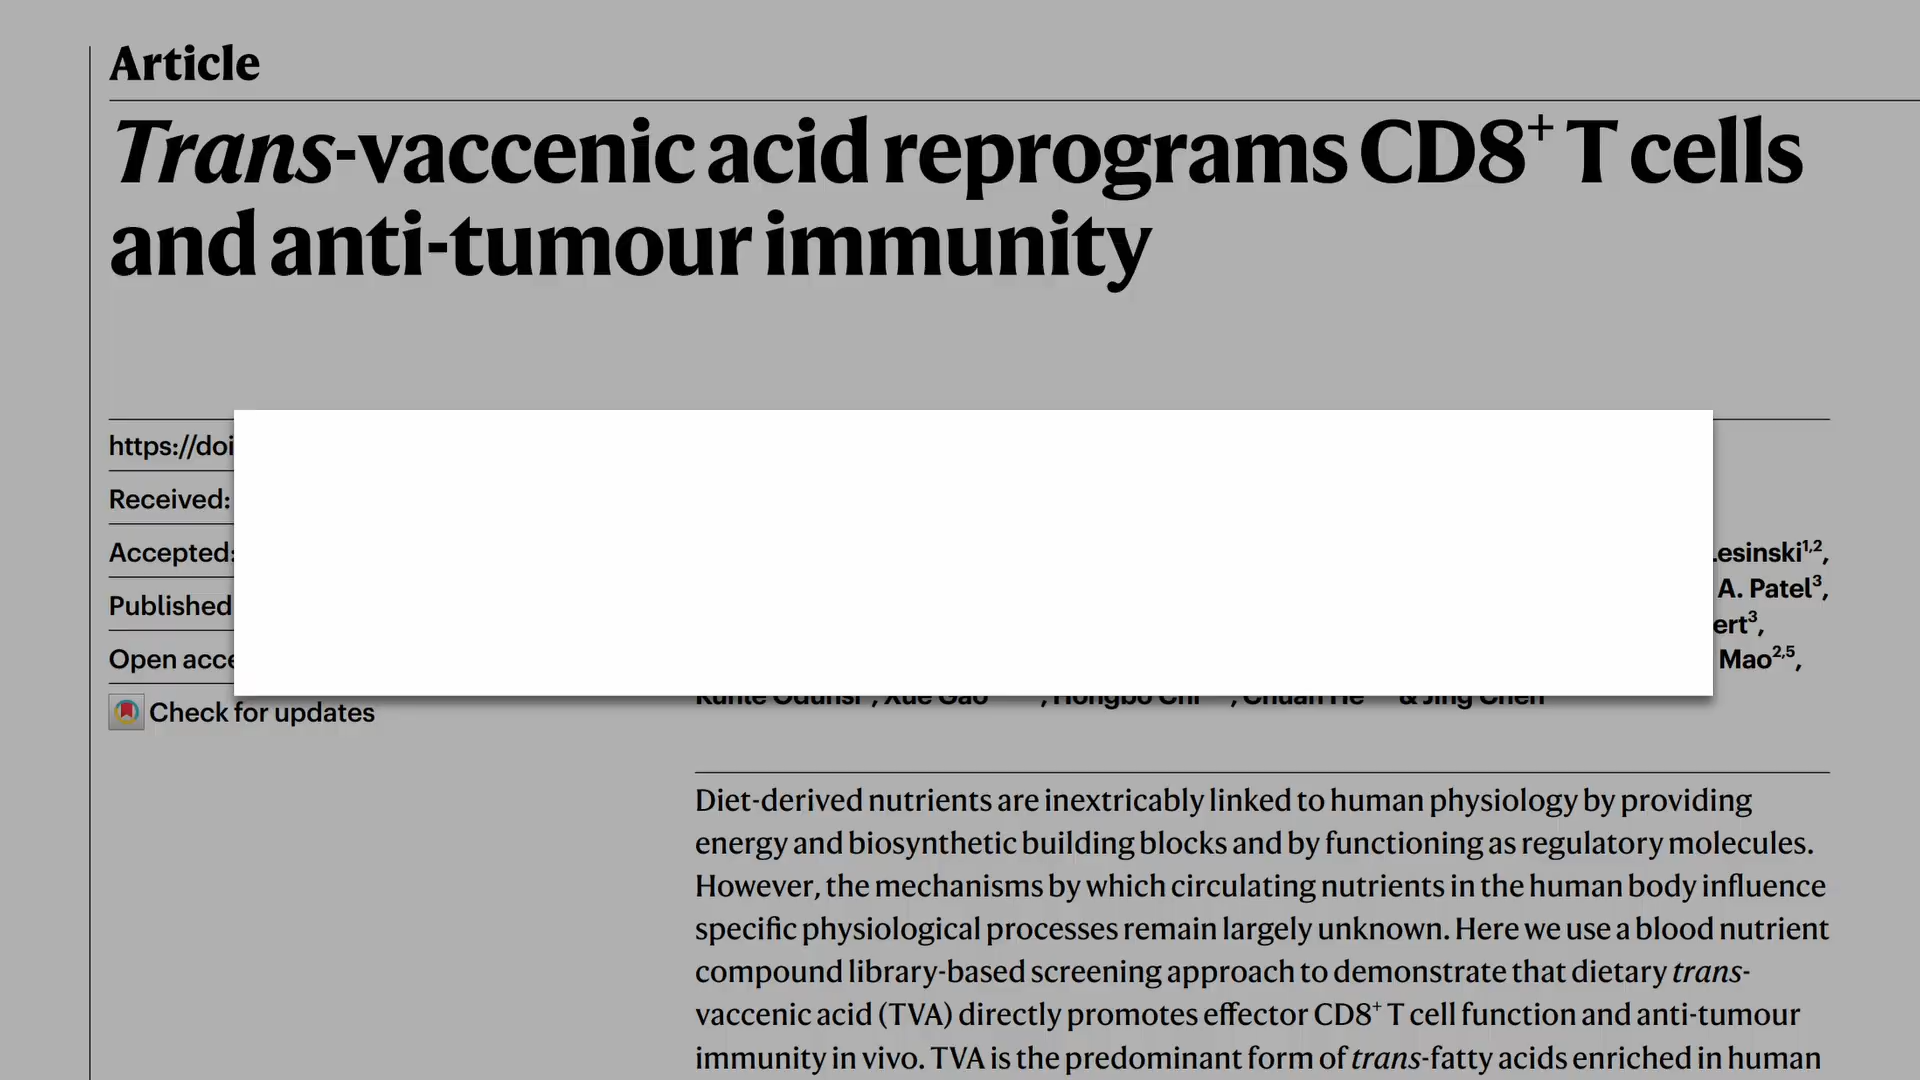 Article
Trans-vaccenic acid reprograms CD8⁺ T cells
and anti-tumour immunity
https://doi
Received:
Accepted:
Published
Open acce
Check for updates
esinski1,2,
A. Patel3,
ert3,
Mao2,5,
Kunle Odunsi , Xue Gao , Hongbo Chi , Chuan He & Jing Chen
Diet-derived nutrients are inextricably linked to human physiology by providing
energy and biosynthetic building blocks and by functioning as regulatory molecules.
However, the mechanisms by which circulating nutrients in the human body influence
specific physiological processes remain largely unknown. Here we use a blood nutrient
compound library-based screening approach to demonstrate that dietary trans-
vaccenic acid (TVA) directly promotes effector CD8⁺ T cell function and anti-tumour
immunity in vivo. TVA is the predominant form of trans-fatty acids enriched in human